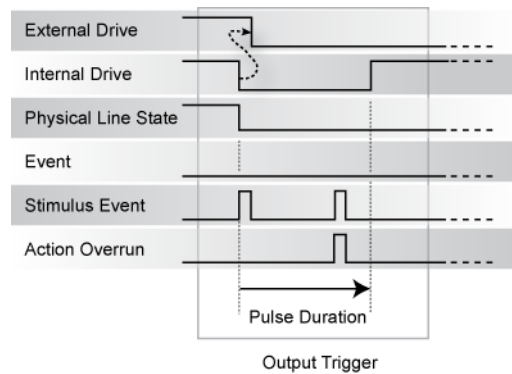 External Drive
Internal Drive
Physical Line State
Event
Stimulus Event
Action Overrun
Pulse Duration
Output Trigger